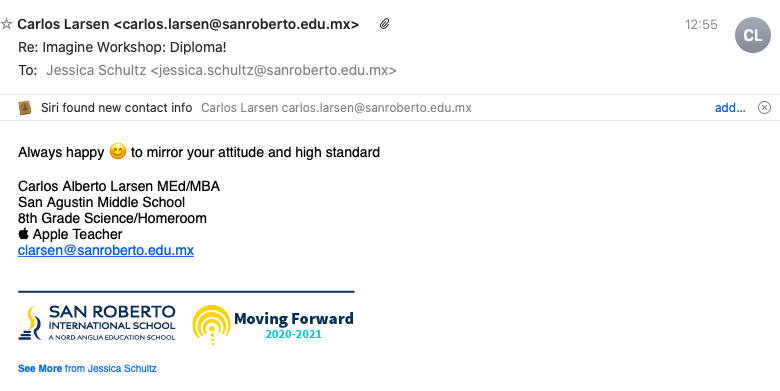 Carlos Larsen <carlos.larsen@sanroberto.edu.mx> 12:55
CL
Re: Imagine Workshop: Diploma!
To: Jessica Schultz <jessica.schultz@sanroberto.edu.mx>
Siri found new contact info Carlos Larsen carlos.larsen@sanroberto.edu.mx add...
Always happy 😊 to mirror your attitude and high standard
Carlos Alberto Larsen MEd/MBA
San Agustin Middle School
8th Grade Science/Homeroom
Apple Teacher
clarsen@sanroberto.edu.mx
SAN ROBERTO
INTERNATIONAL SCHOOL
A NORD ANGLIA EDUCATION SCHOOL
Moving Forward
2020-2021
See More from Jessica Schultz